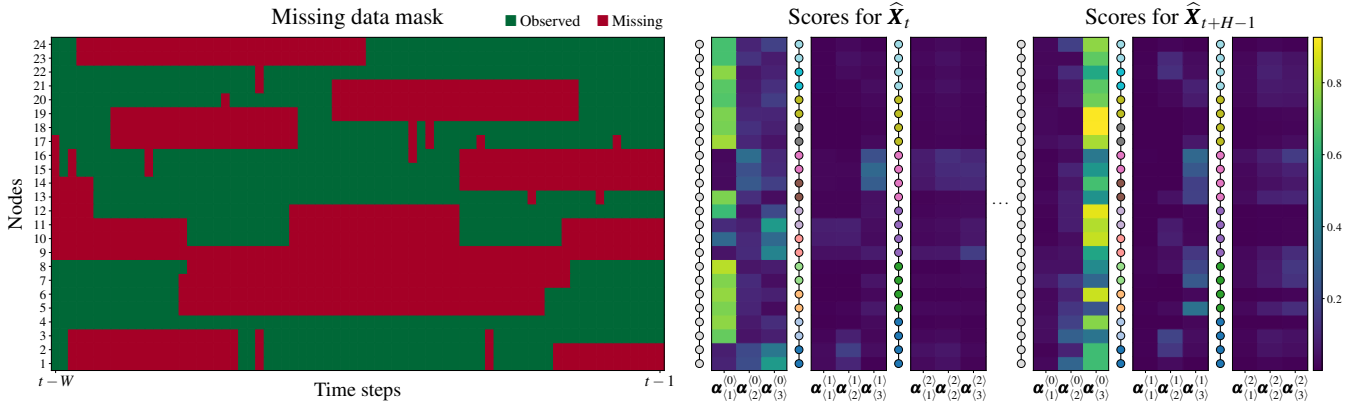 Missing data mask
Observed Missing
Scores for X̂_t
Scores for X̂_{t+H−1}
Nodes
24
23
22
21
20
19
18
17
16
15
14
13
12
11
10
9
8
7
6
5
4
3
2
1
t−W
t−1
Time steps
...
0.8
0.6
0.4
0.2
α^{(0)}_{⟨1⟩} α^{(0)}_{⟨2⟩} α^{(0)}_{⟨3⟩} α^{(1)}_{⟨1⟩} α^{(1)}_{⟨2⟩} α^{(1)}_{⟨3⟩} α^{(2)}_{⟨1⟩} α^{(2)}_{⟨2⟩} α^{(2)}_{⟨3⟩}
α^{(0)}_{⟨1⟩} α^{(0)}_{⟨2⟩} α^{(0)}_{⟨3⟩} α^{(1)}_{⟨1⟩} α^{(1)}_{⟨2⟩} α^{(1)}_{⟨3⟩} α^{(2)}_{⟨1⟩} α^{(2)}_{⟨2⟩} α^{(2)}_{⟨3⟩}